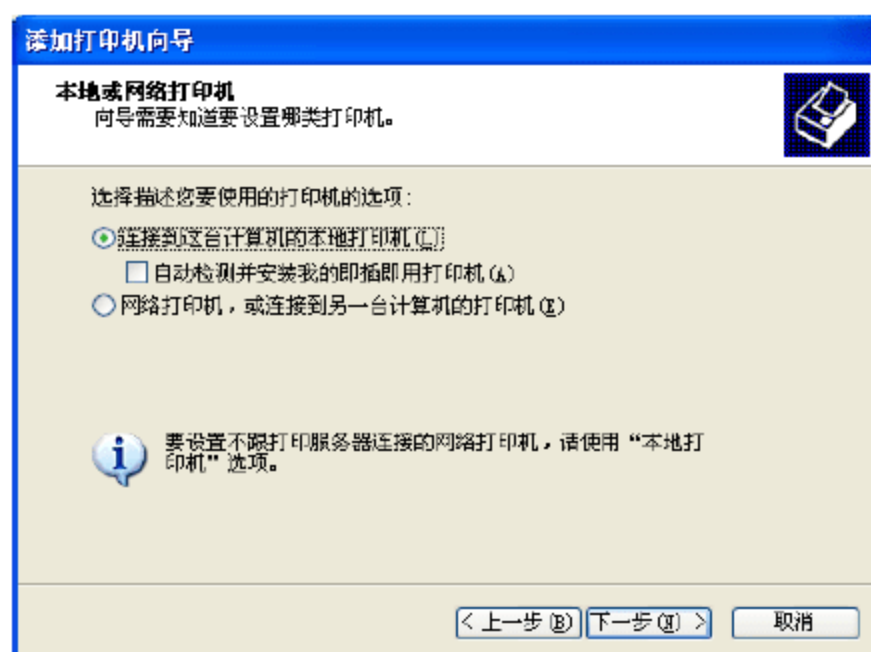 添加打印机向导
本地或网络打印机
向导需要知道要设置哪类打印机。
选择描述您要使用的打印机的选项:
连接到这台计算机的本地打印机(L)
自动检测并安装我的即插即用打印机(A)
网络打印机，或连接到另一台计算机的打印机(E)
要设置不跟打印服务器连接的网络打印机，请使用“本地打
印机”选项。
< 上一步(B) 下一步(N) > 取消